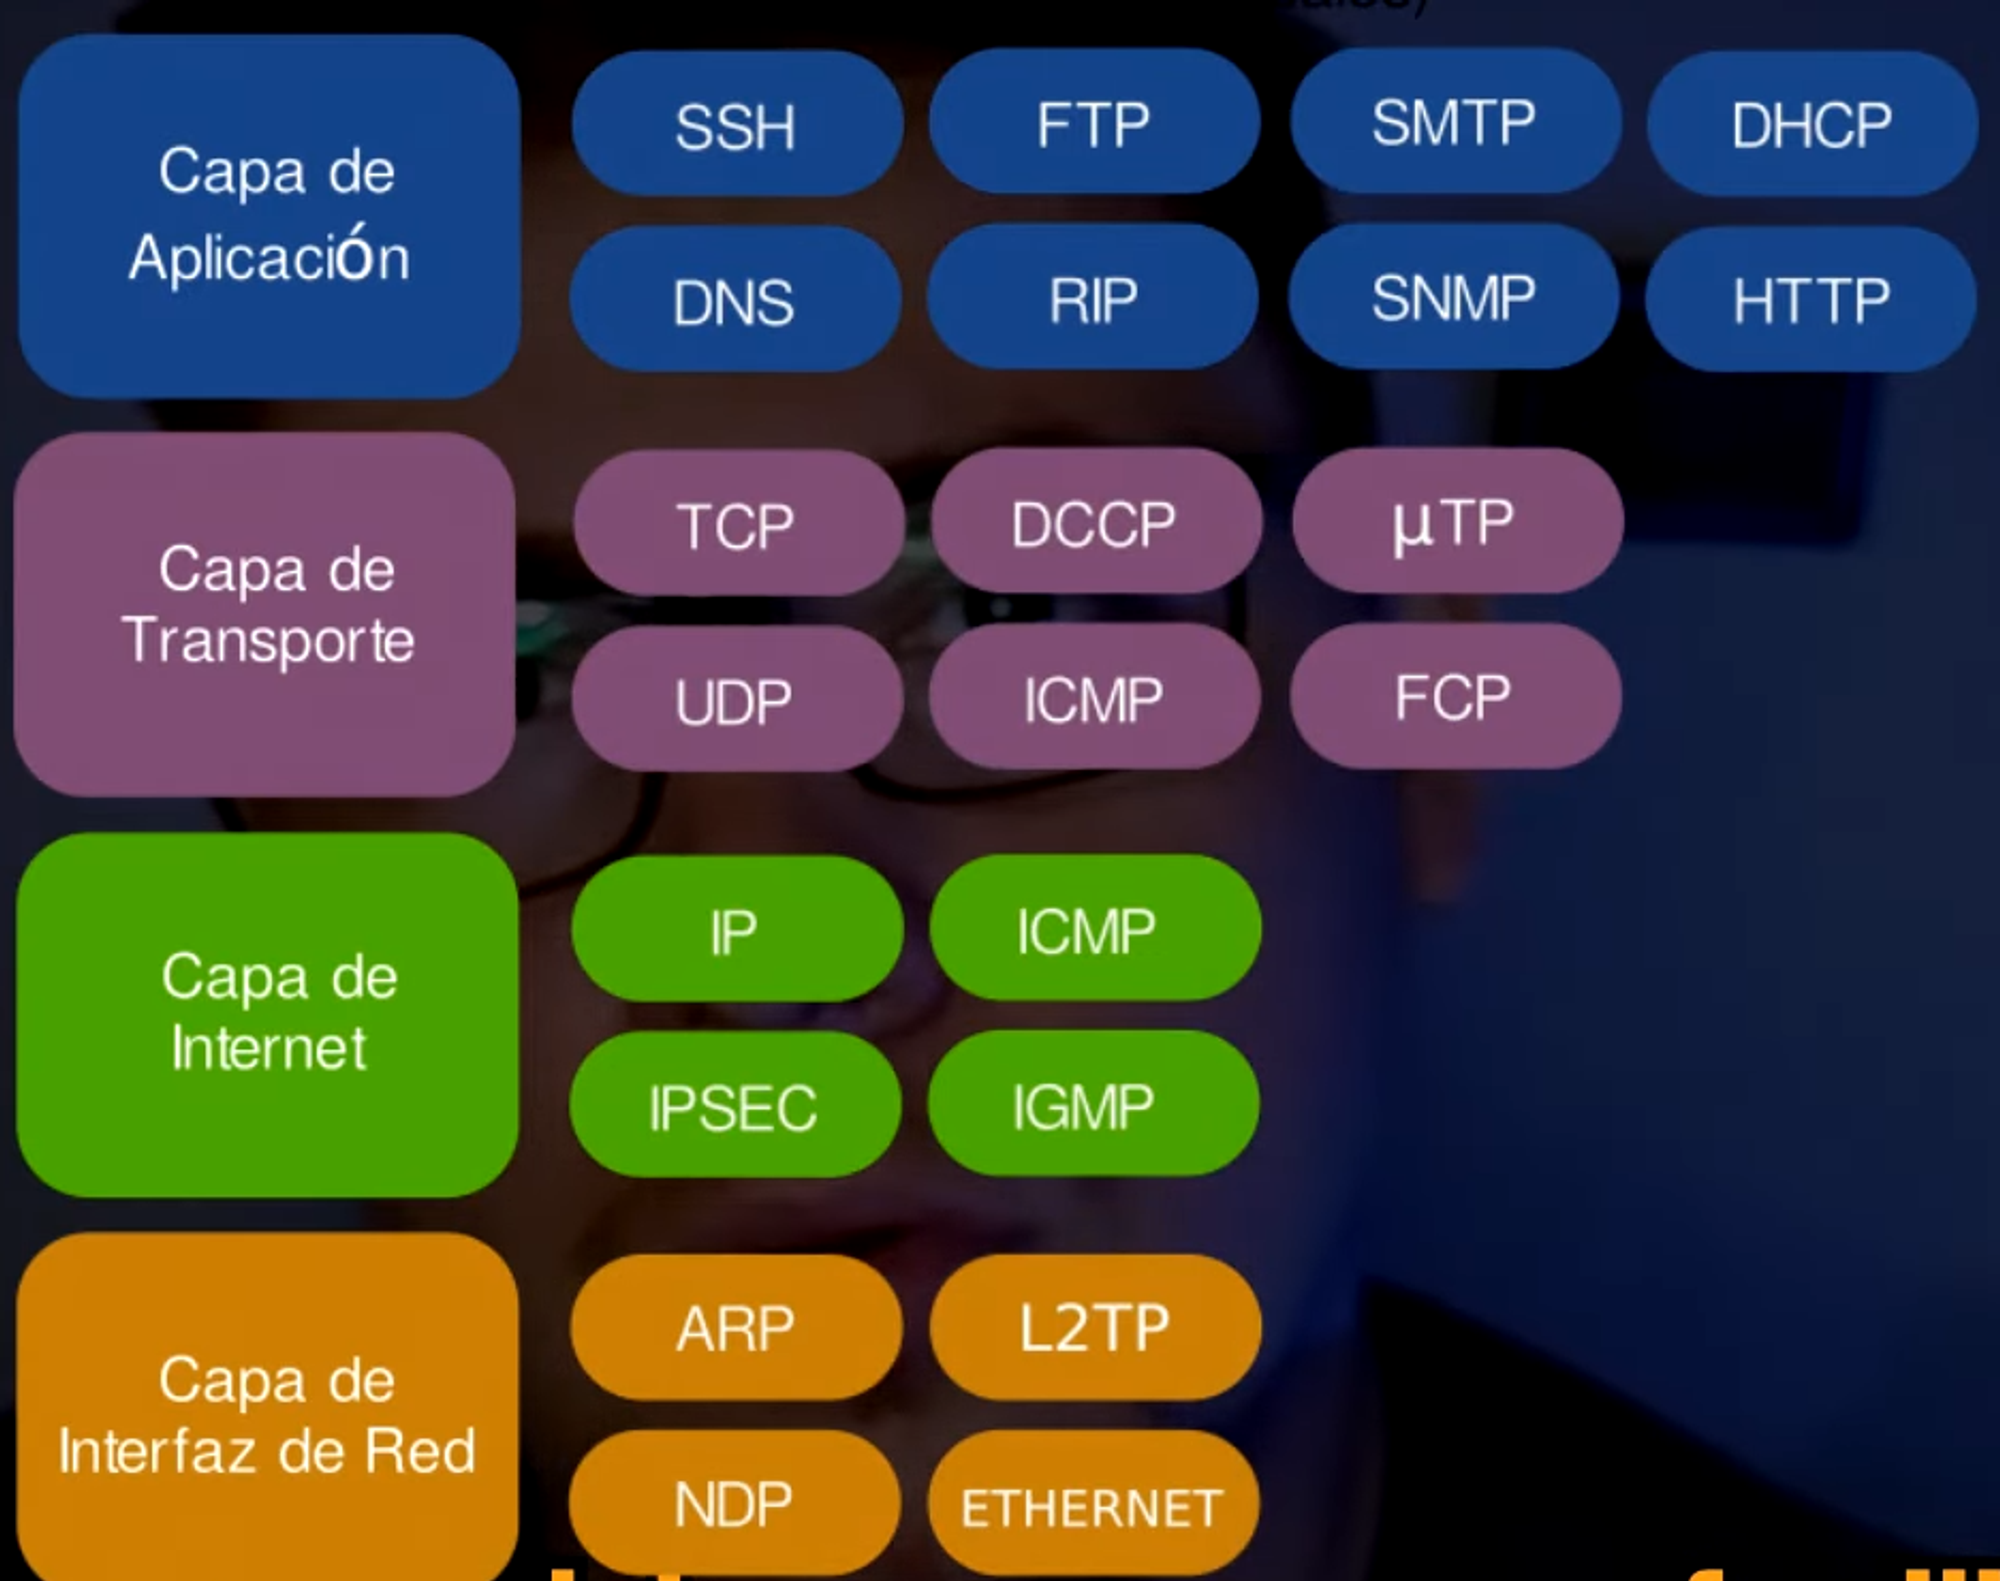 Capa de
Aplicación
SSH FTP SMTP DHCP
DNS RIP SNMP HTTP
Capa de
Transporte
TCP DCCP µTP
UDP ICMP FCP
Capa de
Internet
IP ICMP
IPSEC IGMP
Capa de
Interfaz de Red
ARP L2TP
NDP ETHERNET